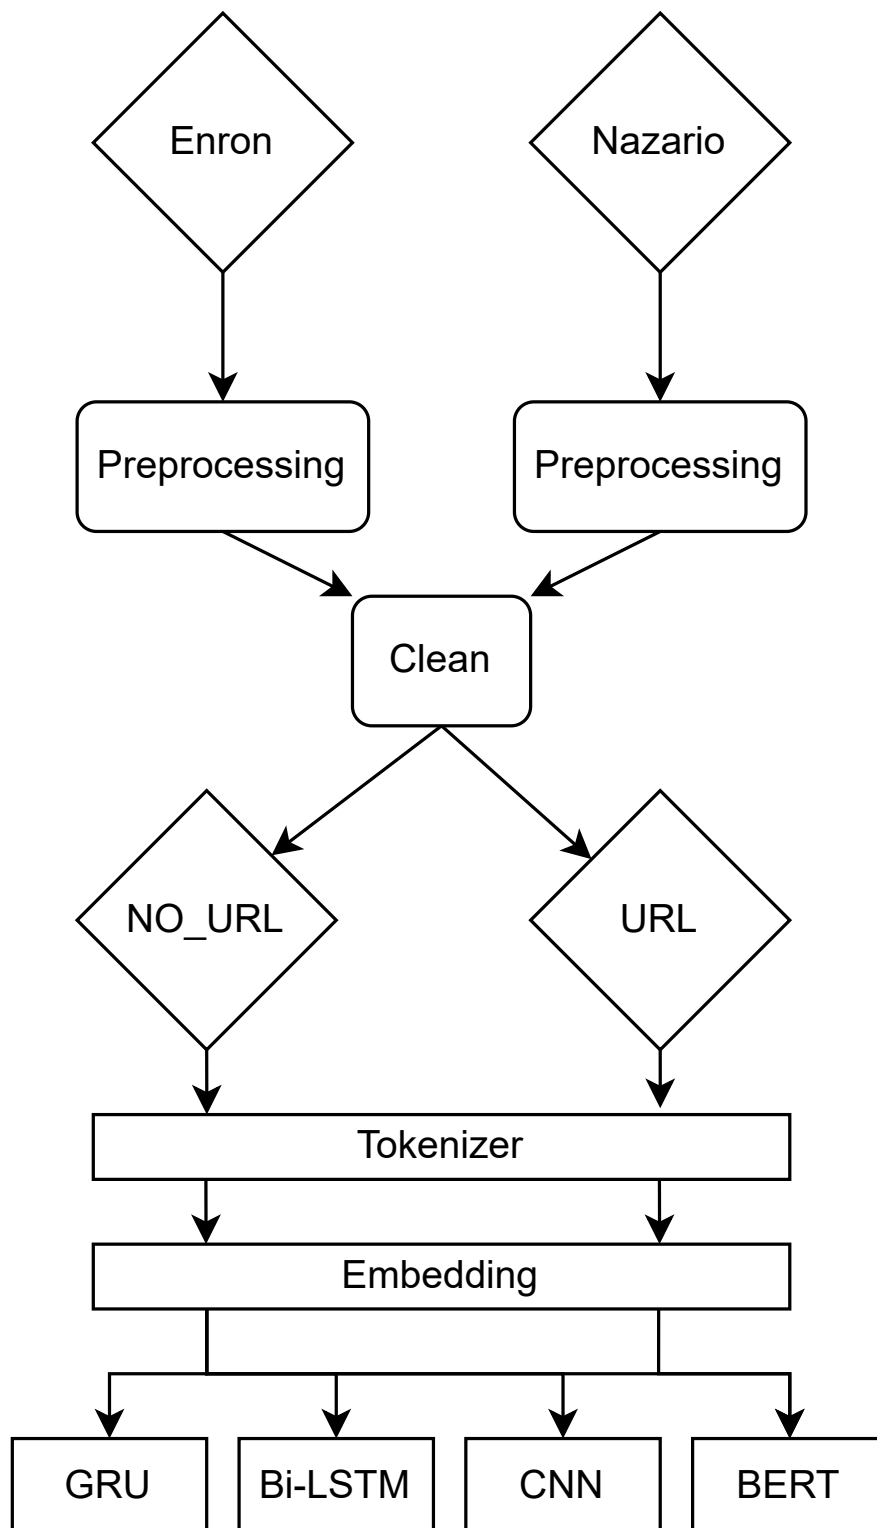 Enron
Nazario
Preprocessing
Preprocessing
Clean
NO_URL
URL
Tokenizer
Embedding
GRU
Bi-LSTM
CNN
BERT